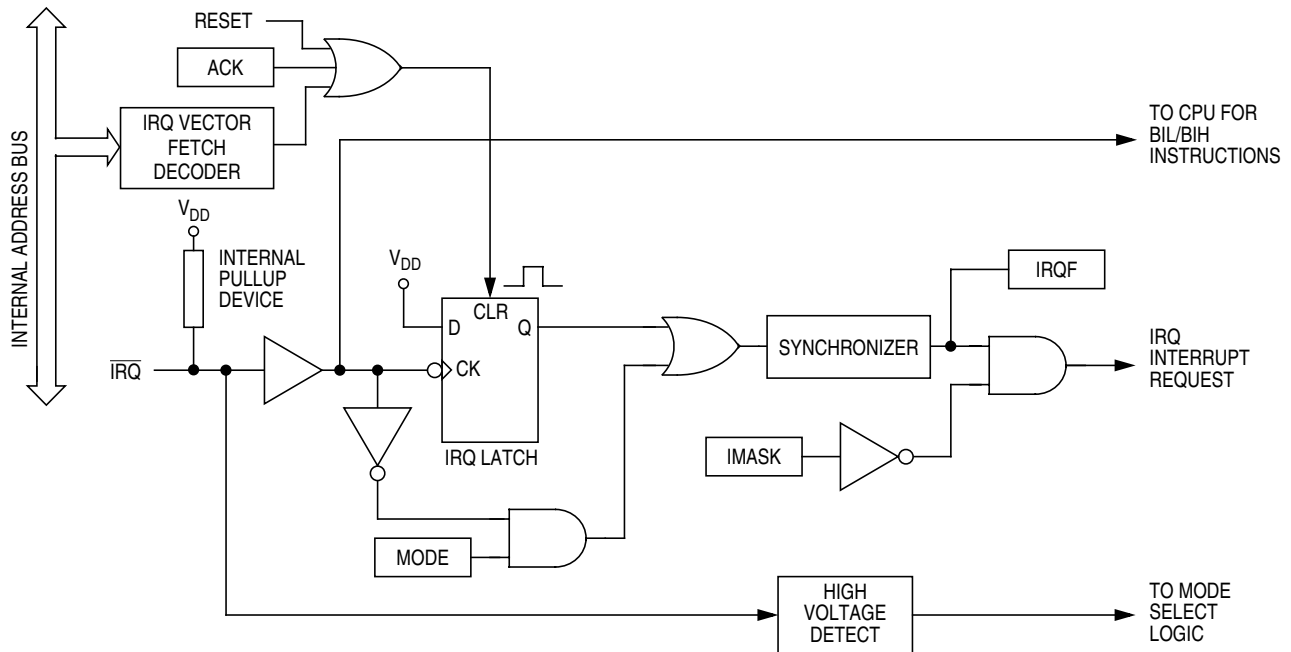 RESET
ACK
INTERNAL ADDRESS BUS
IRQ VECTOR
FETCH
DECODER
TO CPU FOR
BIL/BIH
INSTRUCTIONS
VDD
INTERNAL
PULLUP
DEVICE
VDD
CLR
D
Q
CK
IRQ LATCH
IRQ
SYNCHRONIZER
IRQF
IRQ
INTERRUPT
REQUEST
IMASK
MODE
HIGH
VOLTAGE
DETECT
TO MODE
SELECT
LOGIC